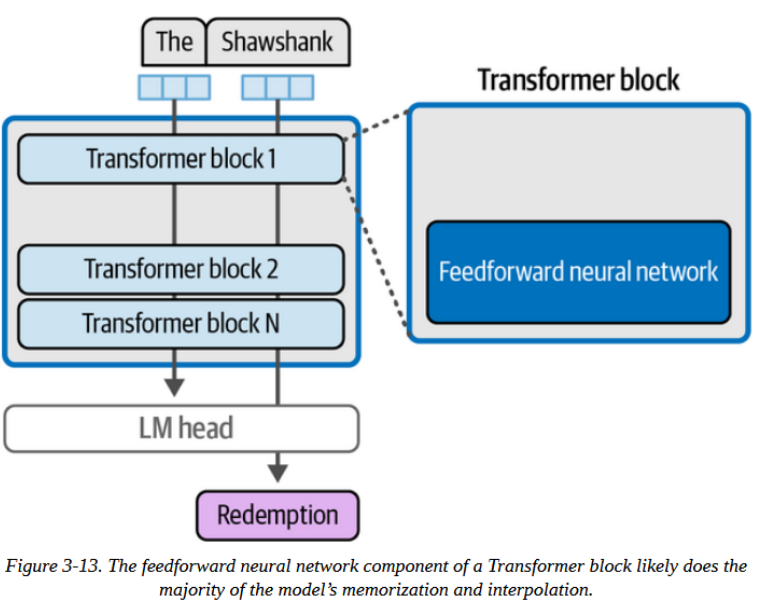 The Shawshank
Transformer block
Transformer block 1
Feedforward neural network
Transformer block 2
Transformer block N
LM head
Redemption
Figure 3-13. The feedforward neural network component of a Transformer block likely does the
majority of the model’s memorization and interpolation.